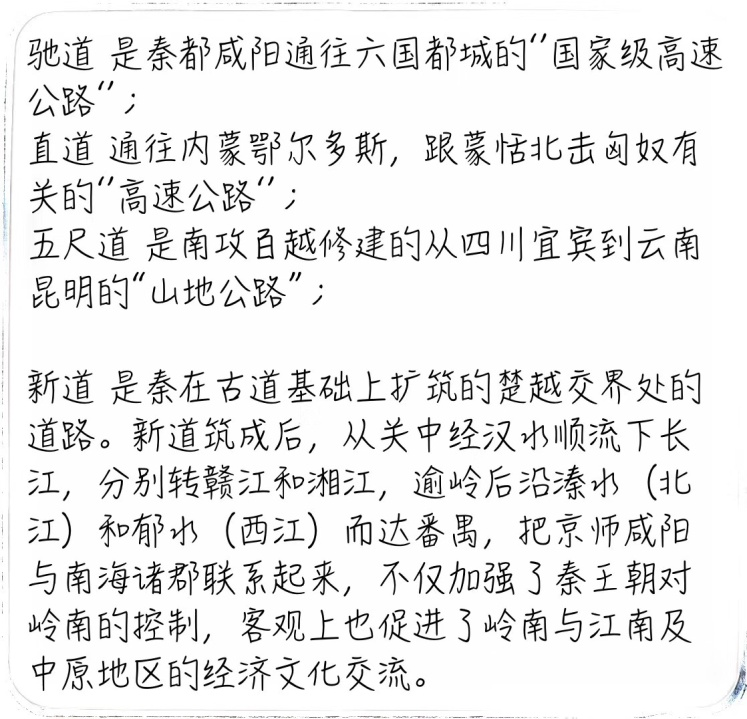 驰道 是秦都咸阳通往六国都城的“国家级高速
公路”；
直道 通往内蒙鄂尔多斯，跟蒙恬北击匈奴有
关的“高速公路”；
五尺道 是南攻百越修建的从四川宜宾到云南
昆明的“山地公路”；
新道 是秦在古道基础上扩筑的楚越交界处的
道路。新道筑成后，从关中经汉水顺流下长
江，分别转赣江和湘江，逾岭后沿溱水（北
江）和郁水（西江）而达番禺，把京师咸阳
与南海诸郡联系起来，不仅加强了秦王朝对
岭南的控制，客观上也促进了岭南与江南及
中原地区的经济文化交流。